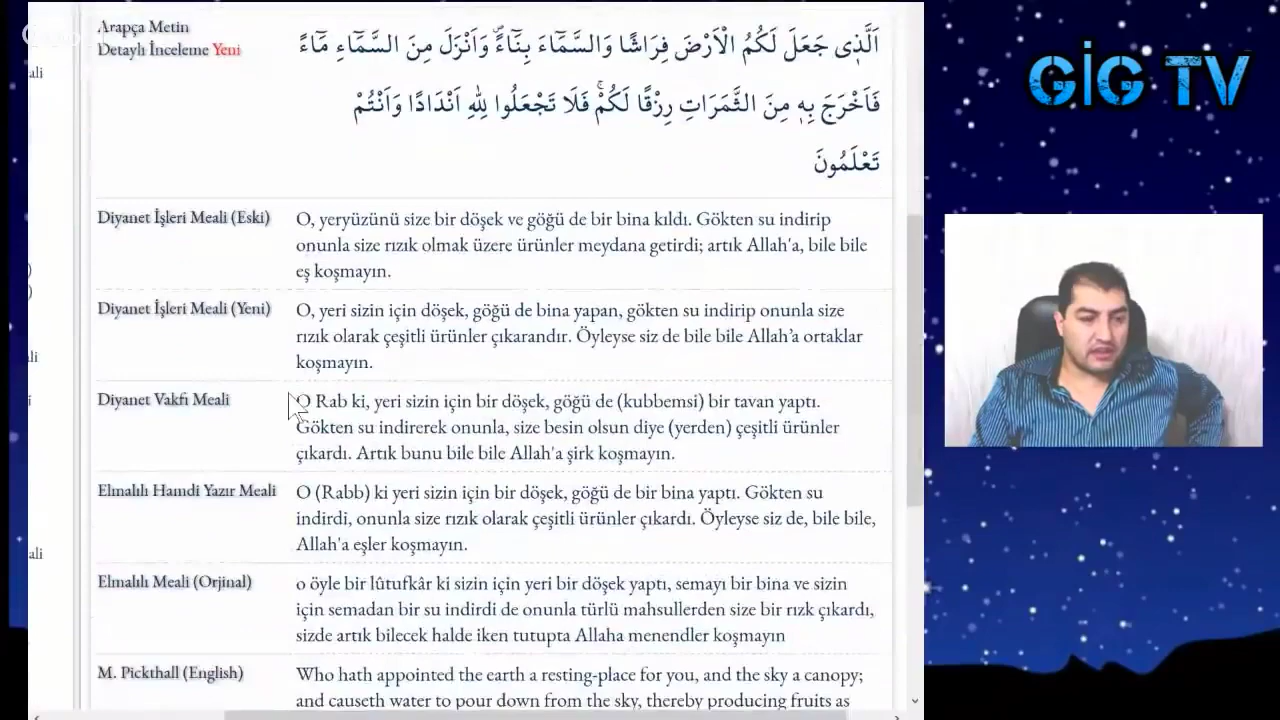 Arapça Metin
Detaylı İnceleme Yeni
اَلَّذ۪ى جَعَلَ لَكُمُ الْاَرْضَ فِرَاشًا وَالسَّمَٓاءَ بِنَٓاءًۖ وَاَنْزَلَ مِنَ السَّمَٓاءِ مَٓاءً
فَاَخْرَجَ بِه۪ مِنَ الثَّمَرَاتِ رِزْقًا لَكُمْۚ فَلَا تَجْعَلُوا لِلّٰهِ اَنْدَادًا وَاَنْتُمْ
تَعْلَمُونَ
Diyanet İşleri Meali (Eski)
O, yeryüzünü size bir döşek ve göğü de bir bina kıldı. Gökten su indirip
onunla size rızık olmak üzere ürünler meydana getirdi; artık Allah'a, bile bile
eş koşmayın.
Diyanet İşleri Meali (Yeni)
O, yeri sizin için döşek, göğü de bina yapan, gökten su indirip onunla size
rızık olarak çeşitli ürünler çıkarandır. Öyleyse siz de bile bile Allah’a ortaklar
koşmayın.
Diyanet Vakfı Meali
O Rab ki, yeri sizin için bir döşek, göğü de (kubbemsi) bir tavan yaptı.
Gökten su indirerek onunla, size besin olsun diye (yerden) çeşitli ürünler
çıkardı. Artık bunu bile bile Allah'a şirk koşmayın.
Elmalılı Hamdi Yazır Meali
O (Rabb) ki yeri sizin için bir döşek, göğü de bir bina yaptı. Gökten su
indirdi, onunla size rızık olarak çeşitli ürünler çıkardı. Öyleyse siz de, bile bile,
Allah'a eşler koşmayın.
Elmalılı Meali (Orjinal)
o öyle bir lûtufkâr ki sizin için yeri bir döşek yaptı, semayı bir bina ve sizin
için semadan bir su indirdi de onunla türlü mahsullerden size bir rızk çıkardı,
sizde artık bilecek halde iken tutupta Allaha menendler koşmayın
M. Pickthall (English)
Who hath appointed the earth a resting-place for you, and the sky a canopy;
and causeth water to pour down from the sky, thereby producing fruits as
ali
)
)
li
i
ali
GİG TV